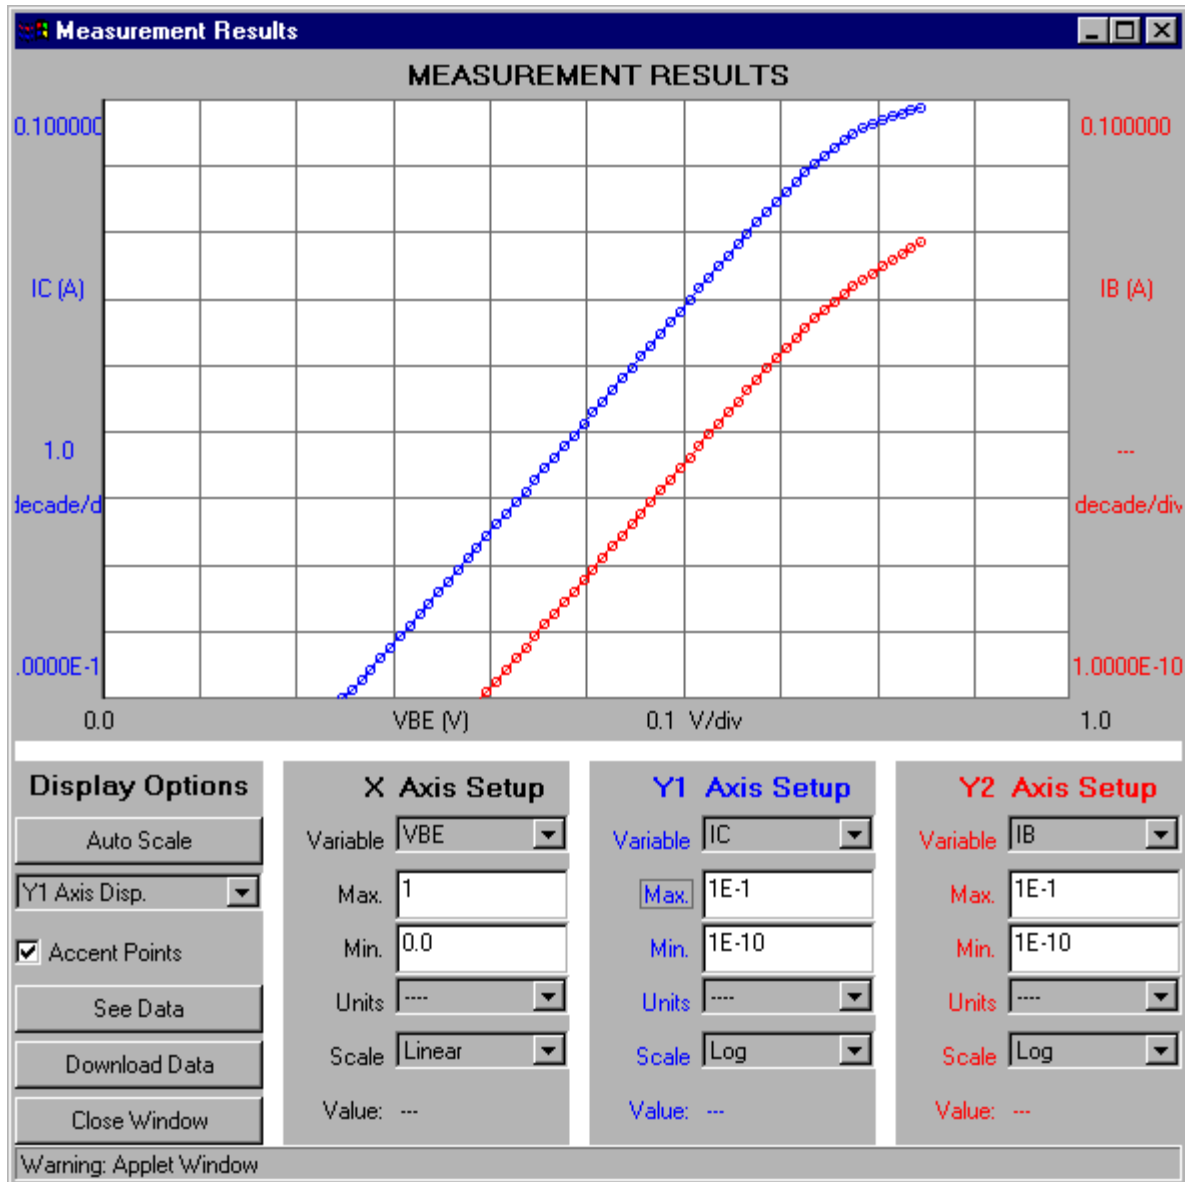 Measurement Results
MEASUREMENT RESULTS
0.100000
0.100000
IC (A)
IB (A)
1.0
---
decade/d
decade/div
.0000E-1
1.0000E-10
0.0 VBE (V) 0.1 V/div 1.0
Display Options
Auto Scale
Y1 Axis Disp.
Accent Points
See Data
Download Data
Close Window
X Axis Setup
Variable VBE
Max. 1
Min. 0.0
Units ----
Scale Linear
Value: ---
Y1 Axis Setup
Variable IC
Max. 1E-1
Min. 1E-10
Units ----
Scale Log
Value: ---
Y2 Axis Setup
Variable IB
Max. 1E-1
Min. 1E-10
Units ----
Scale Log
Value: ---
Warning: Applet Window